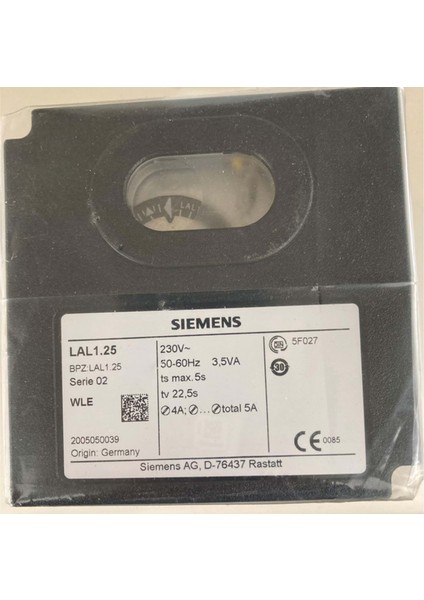 LAL1
SIEMENS
LAL1.25
BPZ:LAL1.25
Serie 02
WLE
2005050039
Origin: Germany
230V~
50-60Hz 3,5VA
ts max.5s
tv 22,5s
4A; ... total 5A
5F027
CE 0085
Siemens AG, D-76437 Rastatt